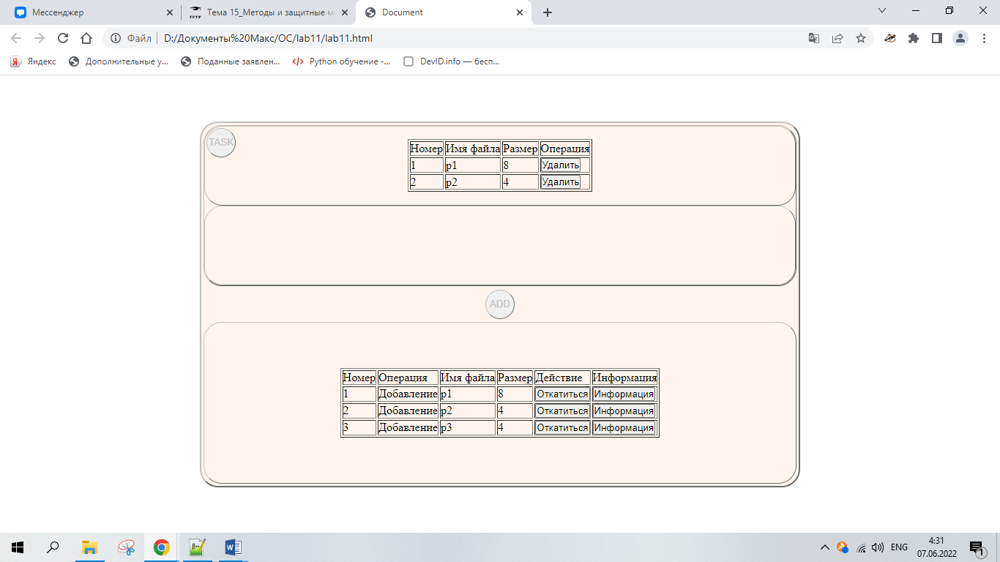 Мессенджер
Тема 15_Методы и защитные м
Document
Файл D:/Документы%20Макс/ОС/lab11/lab11.html
Яндекс Дополнительные у... Поданные заявлен... Python обучение -... DevID.info — бесп...
TASK
Номер Имя файла Размер Операция
1 p1 8 Удалить
2 p2 4 Удалить
ADD
Номер Операция Имя файла Размер Действие Информация
1 Добавление p1 8 Откатиться Информация
2 Добавление p2 4 Откатиться Информация
3 Добавление p3 4 Откатиться Информация
ENG
4:31
07.06.2022
1